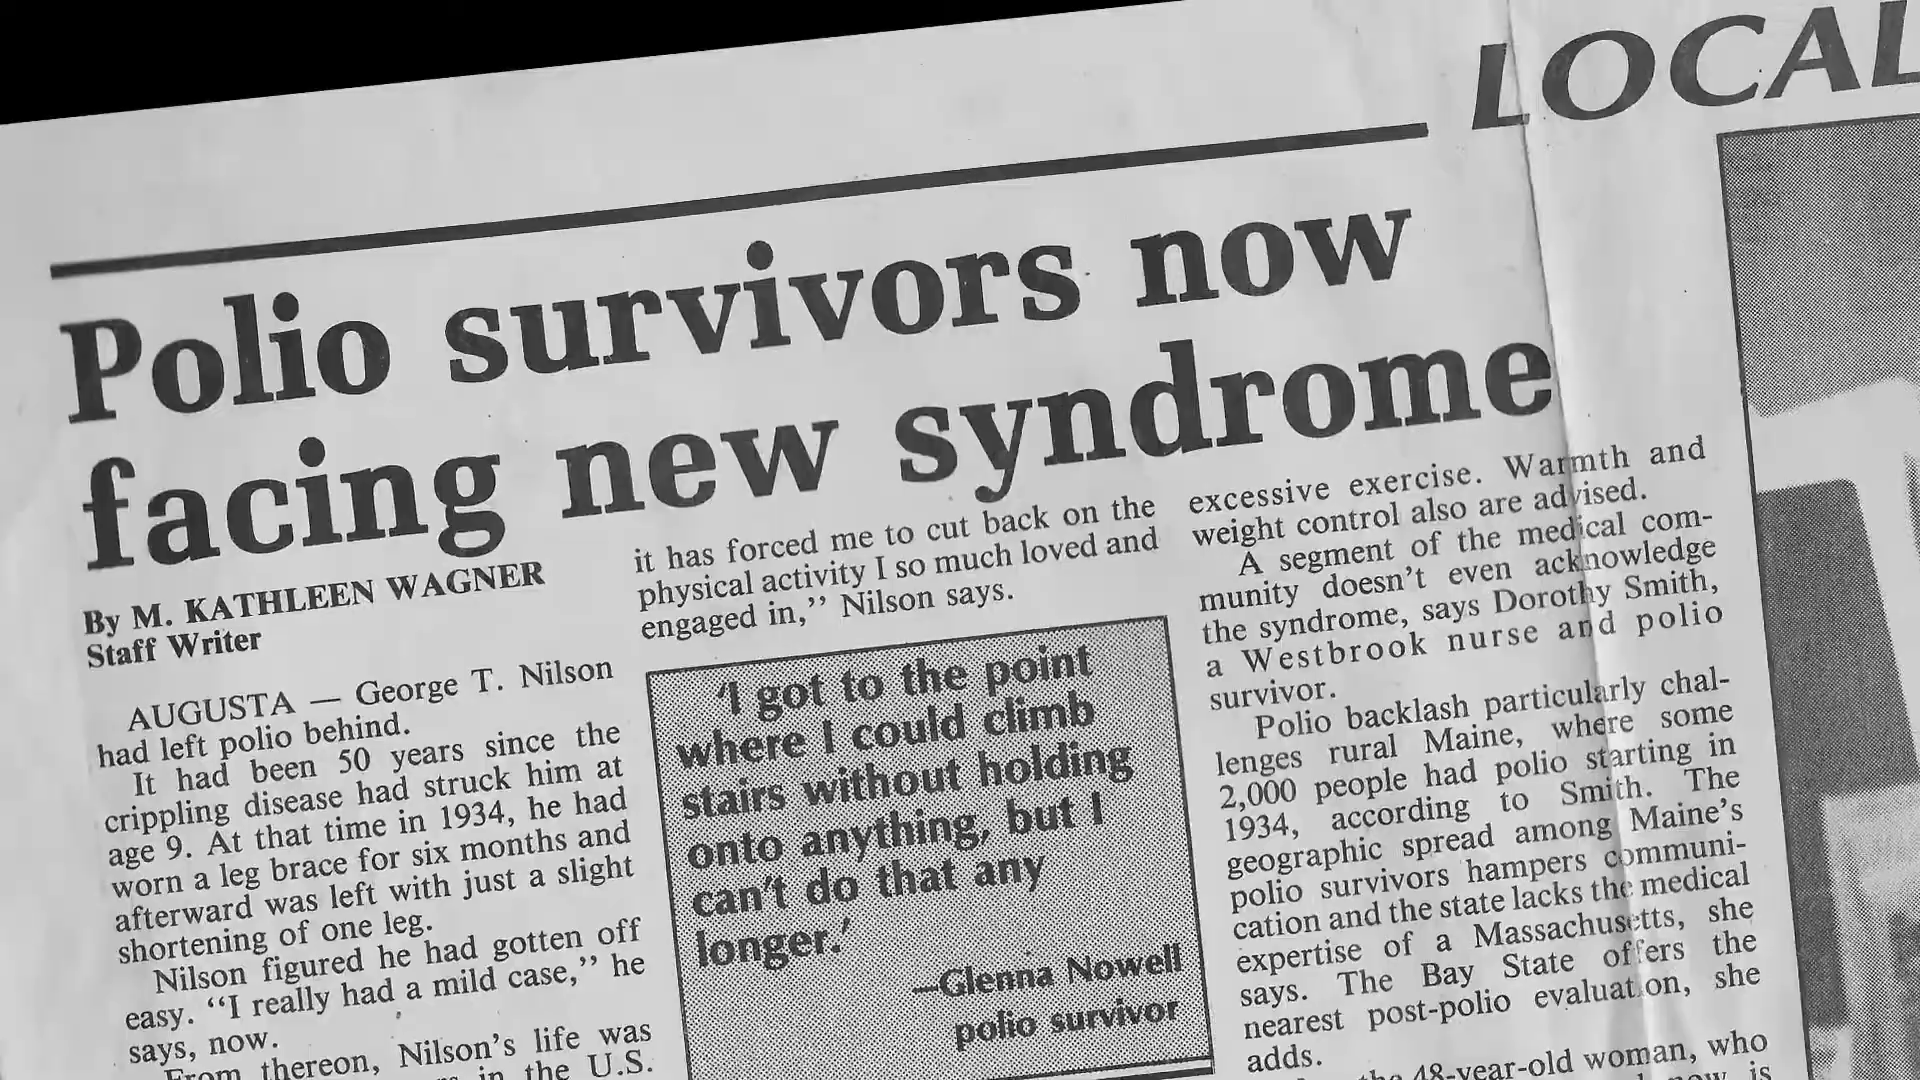 LOCAL
Polio survivors now
facing new syndrome
By M. KATHLEEN WAGNER
Staff Writer
AUGUSTA — George T. Nilson
had left polio behind.
It had been 50 years since the
crippling disease had struck him at
age 9. At that time in 1934, he had
worn a leg brace for six months and
afterward was left with just a slight
shortening of one leg.
Nilson figured he had gotten off
easy. “I really had a mild case,” he
says, now.
From thereon, Nilson's life was
in the U.S.
it has forced me to cut back on the
physical activity I so much loved and
engaged in,” Nilson says.
‘I got to the point
where I could climb
stairs without holding
onto anything, but I
can't do that any
longer.’
—Glenna Nowell
polio survivor
excessive exercise. Warmth and
weight control also are advised.
A segment of the medical com-
munity doesn't even acknowledge
the syndrome, says Dorothy Smith,
a Westbrook nurse and polio
survivor.
Polio backlash particularly chal-
lenges rural Maine, where some
2,000 people had polio starting in
1934, according to Smith. The
geographic spread among Maine's
polio survivors hampers communi-
cation and the state lacks the medical
expertise of a Massachusetts, she
says. The Bay State offers the
nearest post-polio evaluation, she
adds.
the 48-year-old woman, who
now is